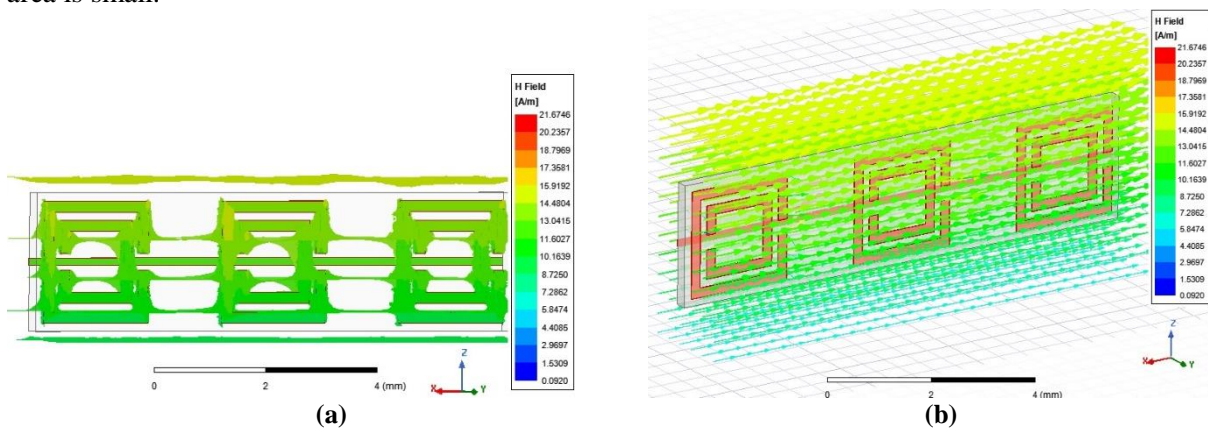 area is small.
H Field
[A/m]
21.6746
20.2357
18.7969
17.3581
15.9192
14.4804
13.0415
11.6027
10.1639
8.7250
7.2862
5.8474
4.4085
2.9697
1.5309
0.0920
Z
X
Y
0
2
4 (mm)
(a)
H Field
[A/m]
21.6746
20.2357
18.7969
17.3581
15.9192
14.4804
13.0415
11.6027
10.1639
8.7250
7.2862
5.8474
4.4085
2.9697
1.5309
0.0920
Z
X
Y
0
2
4 (mm)
(b)